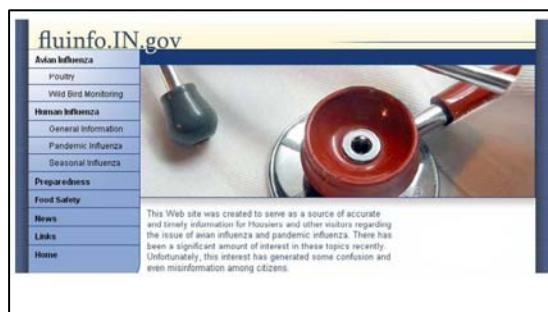 fluinfo.IN.gov
Avian Influenza
Poultry
Wild Bird Monitoring
Human Influenza
General Information
Pandemic Influenza
Seasonal Influenza
Preparedness
Food Safety
News
Links
Home
This Web site was created to serve as a source of accurate
and timely information for Hoosiers and other visitors regarding
the issue of avian influenza and pandemic influenza. There has
been a significant amount of interest in these topics recently.
Unfortunately, this interest has generated some confusion and
even misinformation among citizens.